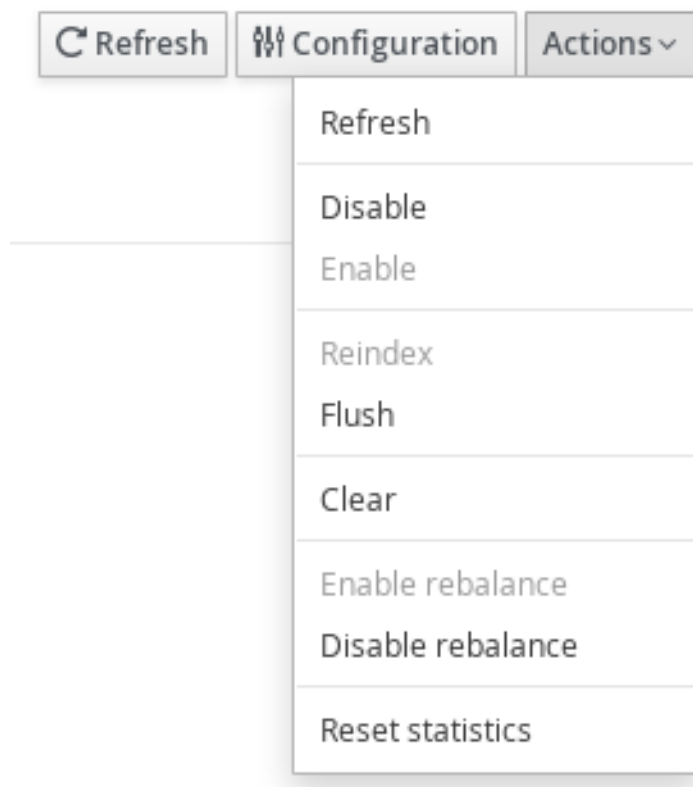 Refresh Configuration Actions
Refresh
Disable
Enable
Reindex
Flush
Clear
Enable rebalance
Disable rebalance
Reset statistics